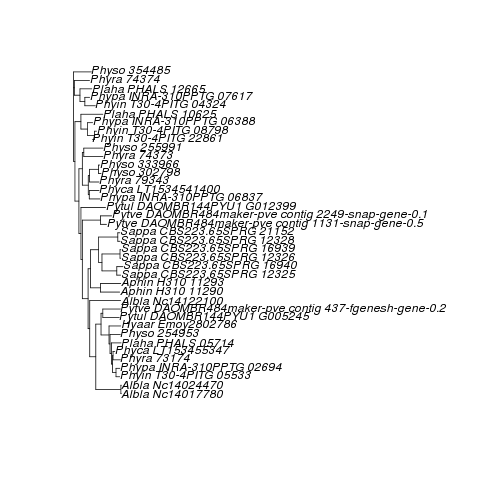 Physo 354485
Phyra 74374
Plaha PHALS 12665
Phypa INRA-310PPTG 07617
Phyin T30-4PITG 04324
Plaha PHALS 10625
Phypa INRA-310PPTG 06388
Phyin T30-4PITG 08798
Phyin T30-4PITG 22861
Physo 255991
Phyra 74373
Physo 333966
Physo 302798
Phyra 79343
Phyca LT1534541400
Phypa INRA-310PPTG 06837
Pytul DAOMBR144PYU1 G012399
Pytve DAOMBR484maker-pve contig 2249-snap-gene-0.1
Pytve DAOMBR484maker-pve contig 1131-snap-gene-0.5
Sappa CBS223.65SPRG 21152
Sappa CBS223.65SPRG 12328
Sappa CBS223.65SPRG 16939
Sappa CBS223.65SPRG 12326
Sappa CBS223.65SPRG 16940
Sappa CBS223.65SPRG 12325
Aphin H310 11293
Aphin H310 11290
Albla Nc14122100
Pytve DAOMBR484maker-pve contig 437-fgenesh-gene-0.2
Pytul DAOMBR144PYU1 G005245
Hyaar Emoy2802786
Physo 254953
Plaha PHALS 05714
Phyca LT153455347
Phyra 73174
Phypa INRA-310PPTG 02694
Phyin T30-4PITG 05533
Albla Nc14024470
Albla Nc14017780